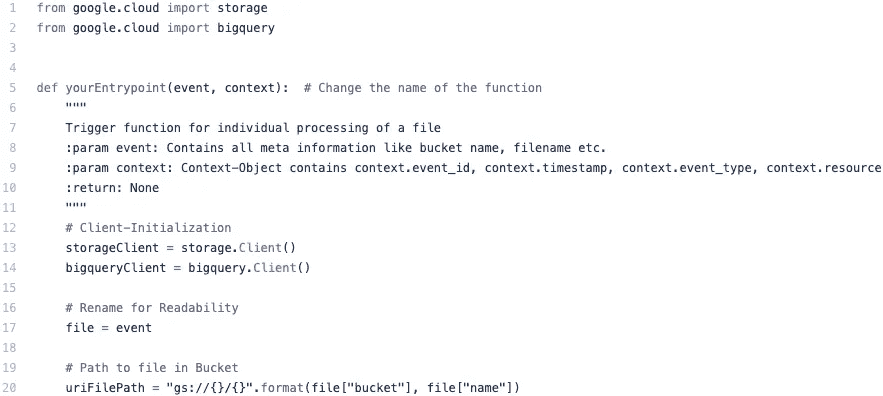 1 from google.cloud import storage
2 from google.cloud import bigquery
3
4
5 def yourEntrypoint(event, context):  # Change the name of the function
6     """
7     Trigger function for individual processing of a file
8     :param event: Contains all meta information like bucket name, filename etc.
9     :param context: Context-Object contains context.event_id, context.timestamp, context.event_type, context.resource
10     :return: None
11     """
12     # Client-Initialization
13     storageClient = storage.Client()
14     bigqueryClient = bigquery.Client()
15
16     # Rename for Readability
17     file = event
18
19     # Path to file in Bucket
20     uriFilePath = "gs://{}/{}".format(file["bucket"], file["name"])